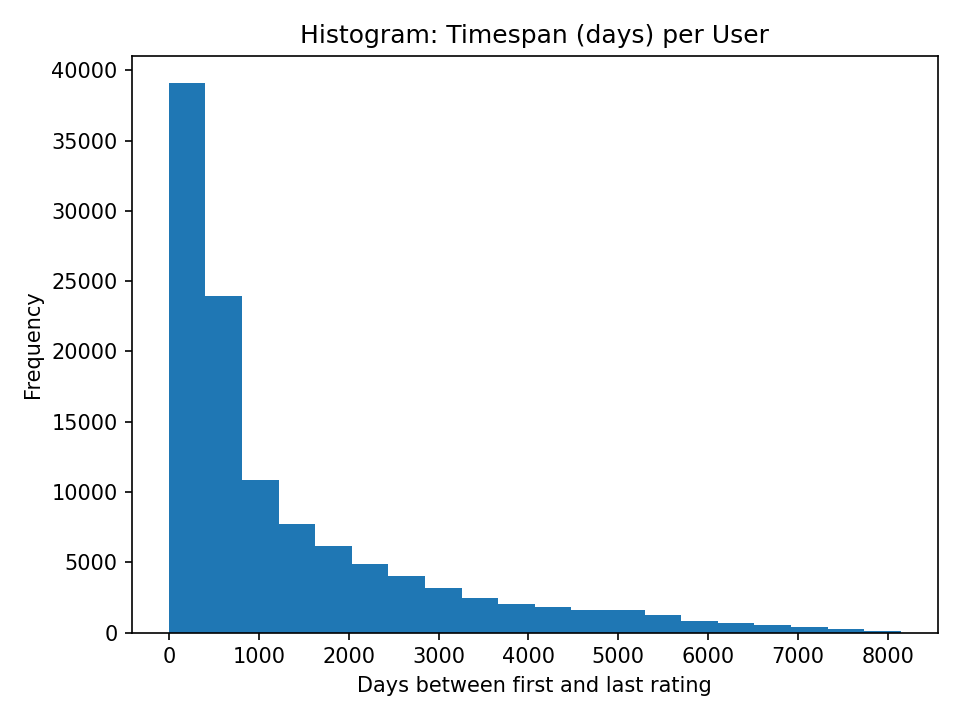 Histogram: Timespan (days) per User
40000
35000
30000
25000
20000
15000
10000
5000
0
Frequency
0 1000 2000 3000 4000 5000 6000 7000 8000
Days between first and last rating